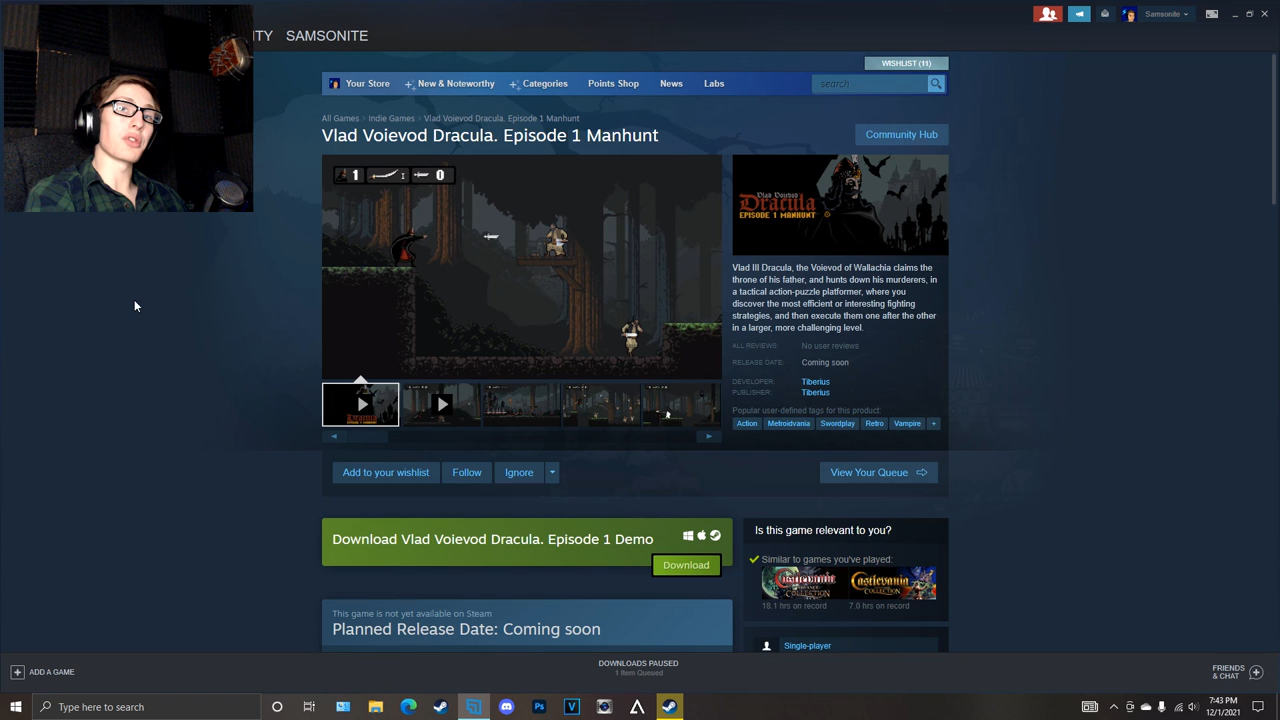 Samsonite
ITY SAMSONITE
WISHLIST (11)
Your Store New & Noteworthy Categories Points Shop News Labs search
All Games > Indie Games > Vlad Voievod Dracula. Episode 1 Manhunt
Vlad Voievod Dracula. Episode 1 Manhunt
Community Hub
1 I 0
Vlad Voievod
Dracula
EPISODE 1 MANHUNT
Vlad III Dracula, the Voievod of Wallachia claims the
throne of his father, and hunts down his murderers, in
a tactical action-puzzle platformer, where you
discover the most efficient or interesting fighting
strategies, and then execute them one after the other
in a larger, more challenging level.
ALL REVIEWS: No user reviews
RELEASE DATE: Coming soon
DEVELOPER: Tiberius
PUBLISHER: Tiberius
Popular user-defined tags for this product:
Action Metroidvania Swordplay Retro Vampire +
Add to your wishlist Follow Ignore View Your Queue
Download Vlad Voievod Dracula. Episode 1 Demo
Download
Is this game relevant to you?
Similar to games you've played:
Castlevania
COLLECTION
Castlevania
COLLECTION
18.1 hrs on record 7.0 hrs on record
This game is not yet available on Steam
Planned Release Date: Coming soon
Single-player
ADD A GAME
DOWNLOADS PAUSED
1 Item Queued
FRIENDS
& CHAT
Type here to search
7:43 PM
12/1/2021